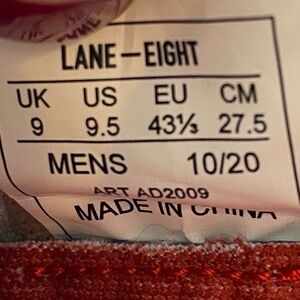 LANE—EIGHT
UK US EU CM
9 9.5 43⅓ 27.5
MENS 10/20
ART AD2009
MADE IN CHINA